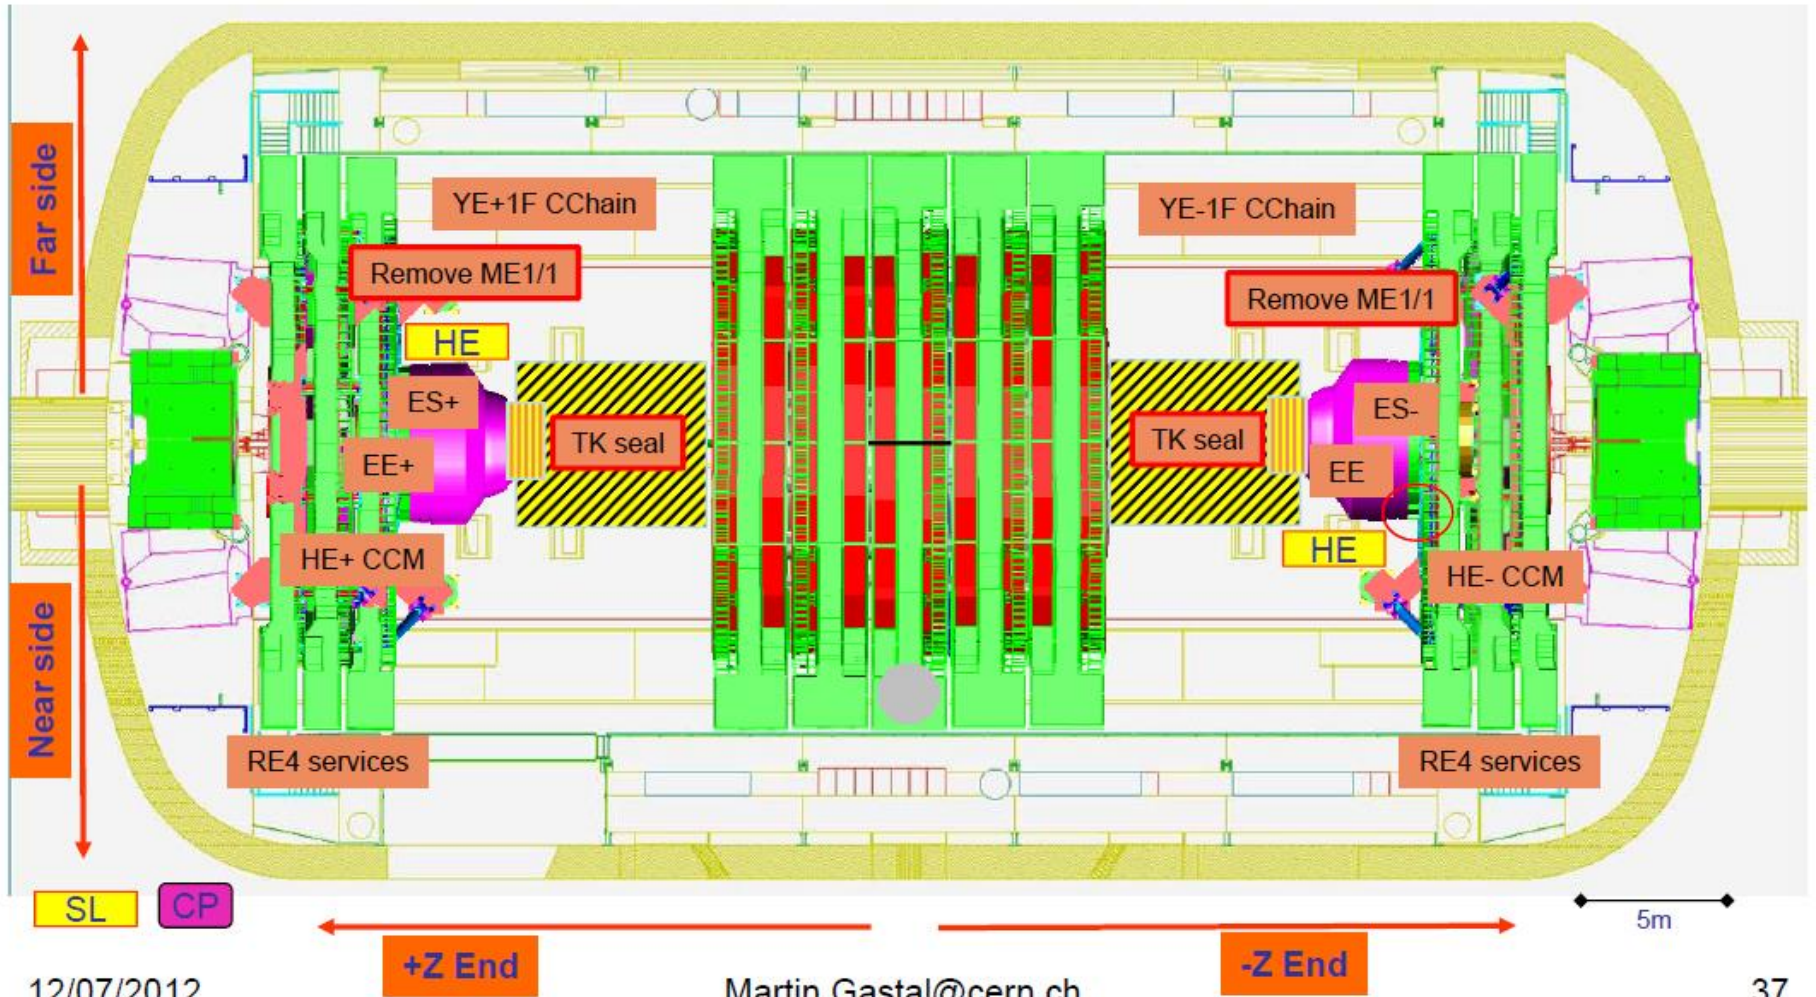 Far side
YE+1F CChain
YE-1F CChain
Remove ME1/1
Remove ME1/1
HE
ES+
ES-
TK seal
TK seal
EE+
EE
HE
HE+ CCM
HE- CCM
Near side
RE4 services
RE4 services
SL
CP
5m
+Z End
-Z End
12/07/2012
Martin.Gastal@cern.ch
37